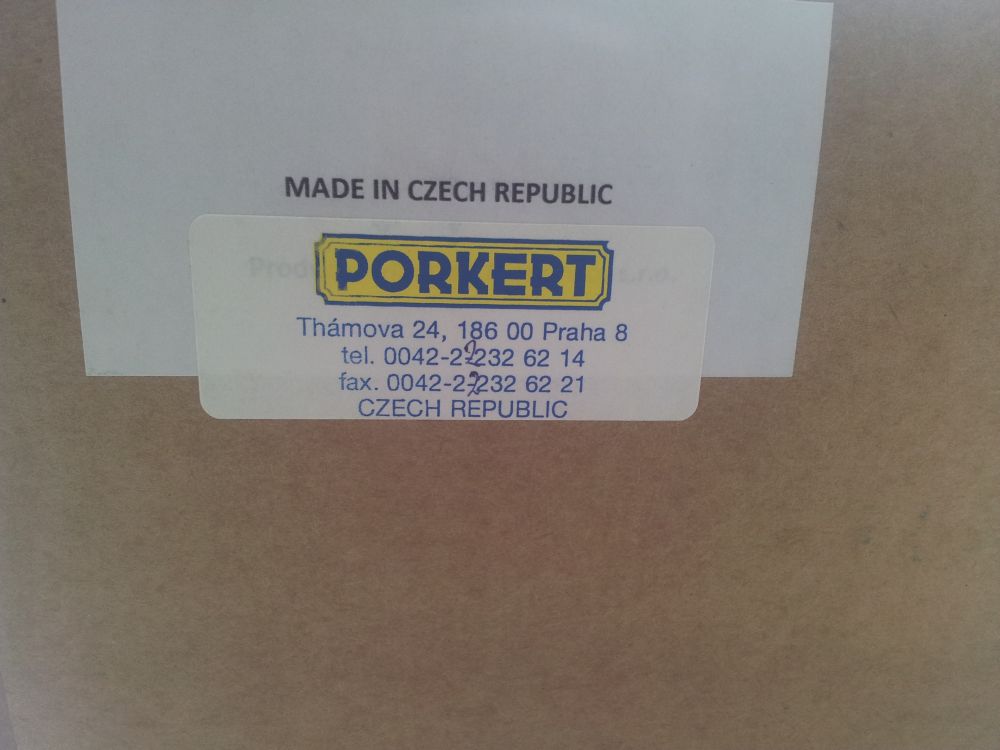 MADE IN CZECH REPUBLIC
PORKERT
Thámova 24, 186 00 Praha 8
tel. 0042-2-232 62 14
fax. 0042-2-232 62 21
CZECH REPUBLIC